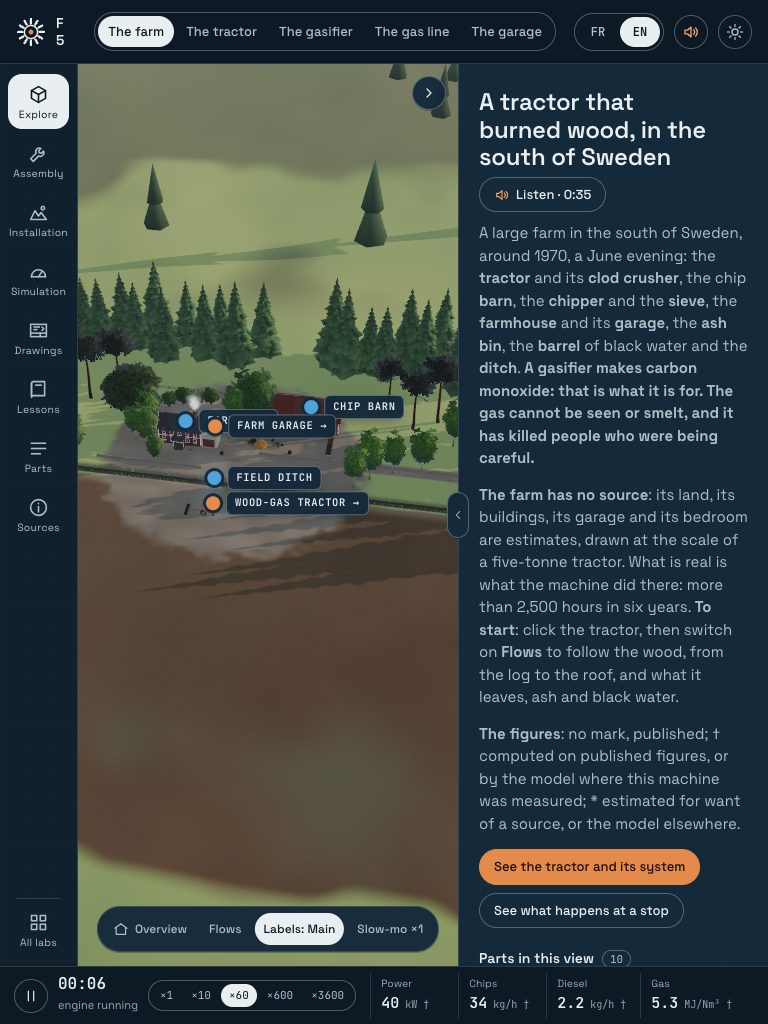 F
5
The farm
The tractor
The gasifier
The gas line
The garage
FR
EN
Explore
Assembly
Installation
Simulation
Drawings
Lessons
Parts
Sources
All labs
CHIP BARN
FARM GARAGE →
FIELD DITCH
WOOD-GAS TRACTOR →
Overview
Flows
Labels: Main
Slow-mo ×1
A tractor that
burned wood, in the
south of Sweden
Listen · 0:35
A large farm in the south of Sweden,
around 1970, a June evening: the
tractor and its clod crusher, the chip
barn, the chipper and the sieve, the
farmhouse and its garage, the ash
bin, the barrel of black water and the
ditch. A gasifier makes carbon
monoxide: that is what it is for. The
gas cannot be seen or smelt, and it
has killed people who were being
careful.
The farm has no source: its land, its
buildings, its garage and its bedroom
are estimates, drawn at the scale of
a five-tonne tractor. What is real is
what the machine did there: more
than 2,500 hours in six years. To
start: click the tractor, then switch
on Flows to follow the wood, from
the log to the roof, and what it
leaves, ash and black water.
The figures: no mark, published; †
computed on published figures, or
by the model where this machine
was measured; * estimated for want
of a source, or the model elsewhere.
See the tractor and its system
See what happens at a stop
Parts in this view 10
00:06
engine running
×1
×10
×60
×600
×3600
Power
40 kW †
Chips
34 kg/h †
Diesel
2.2 kg/h †
Gas
5.3 MJ/Nm³ †